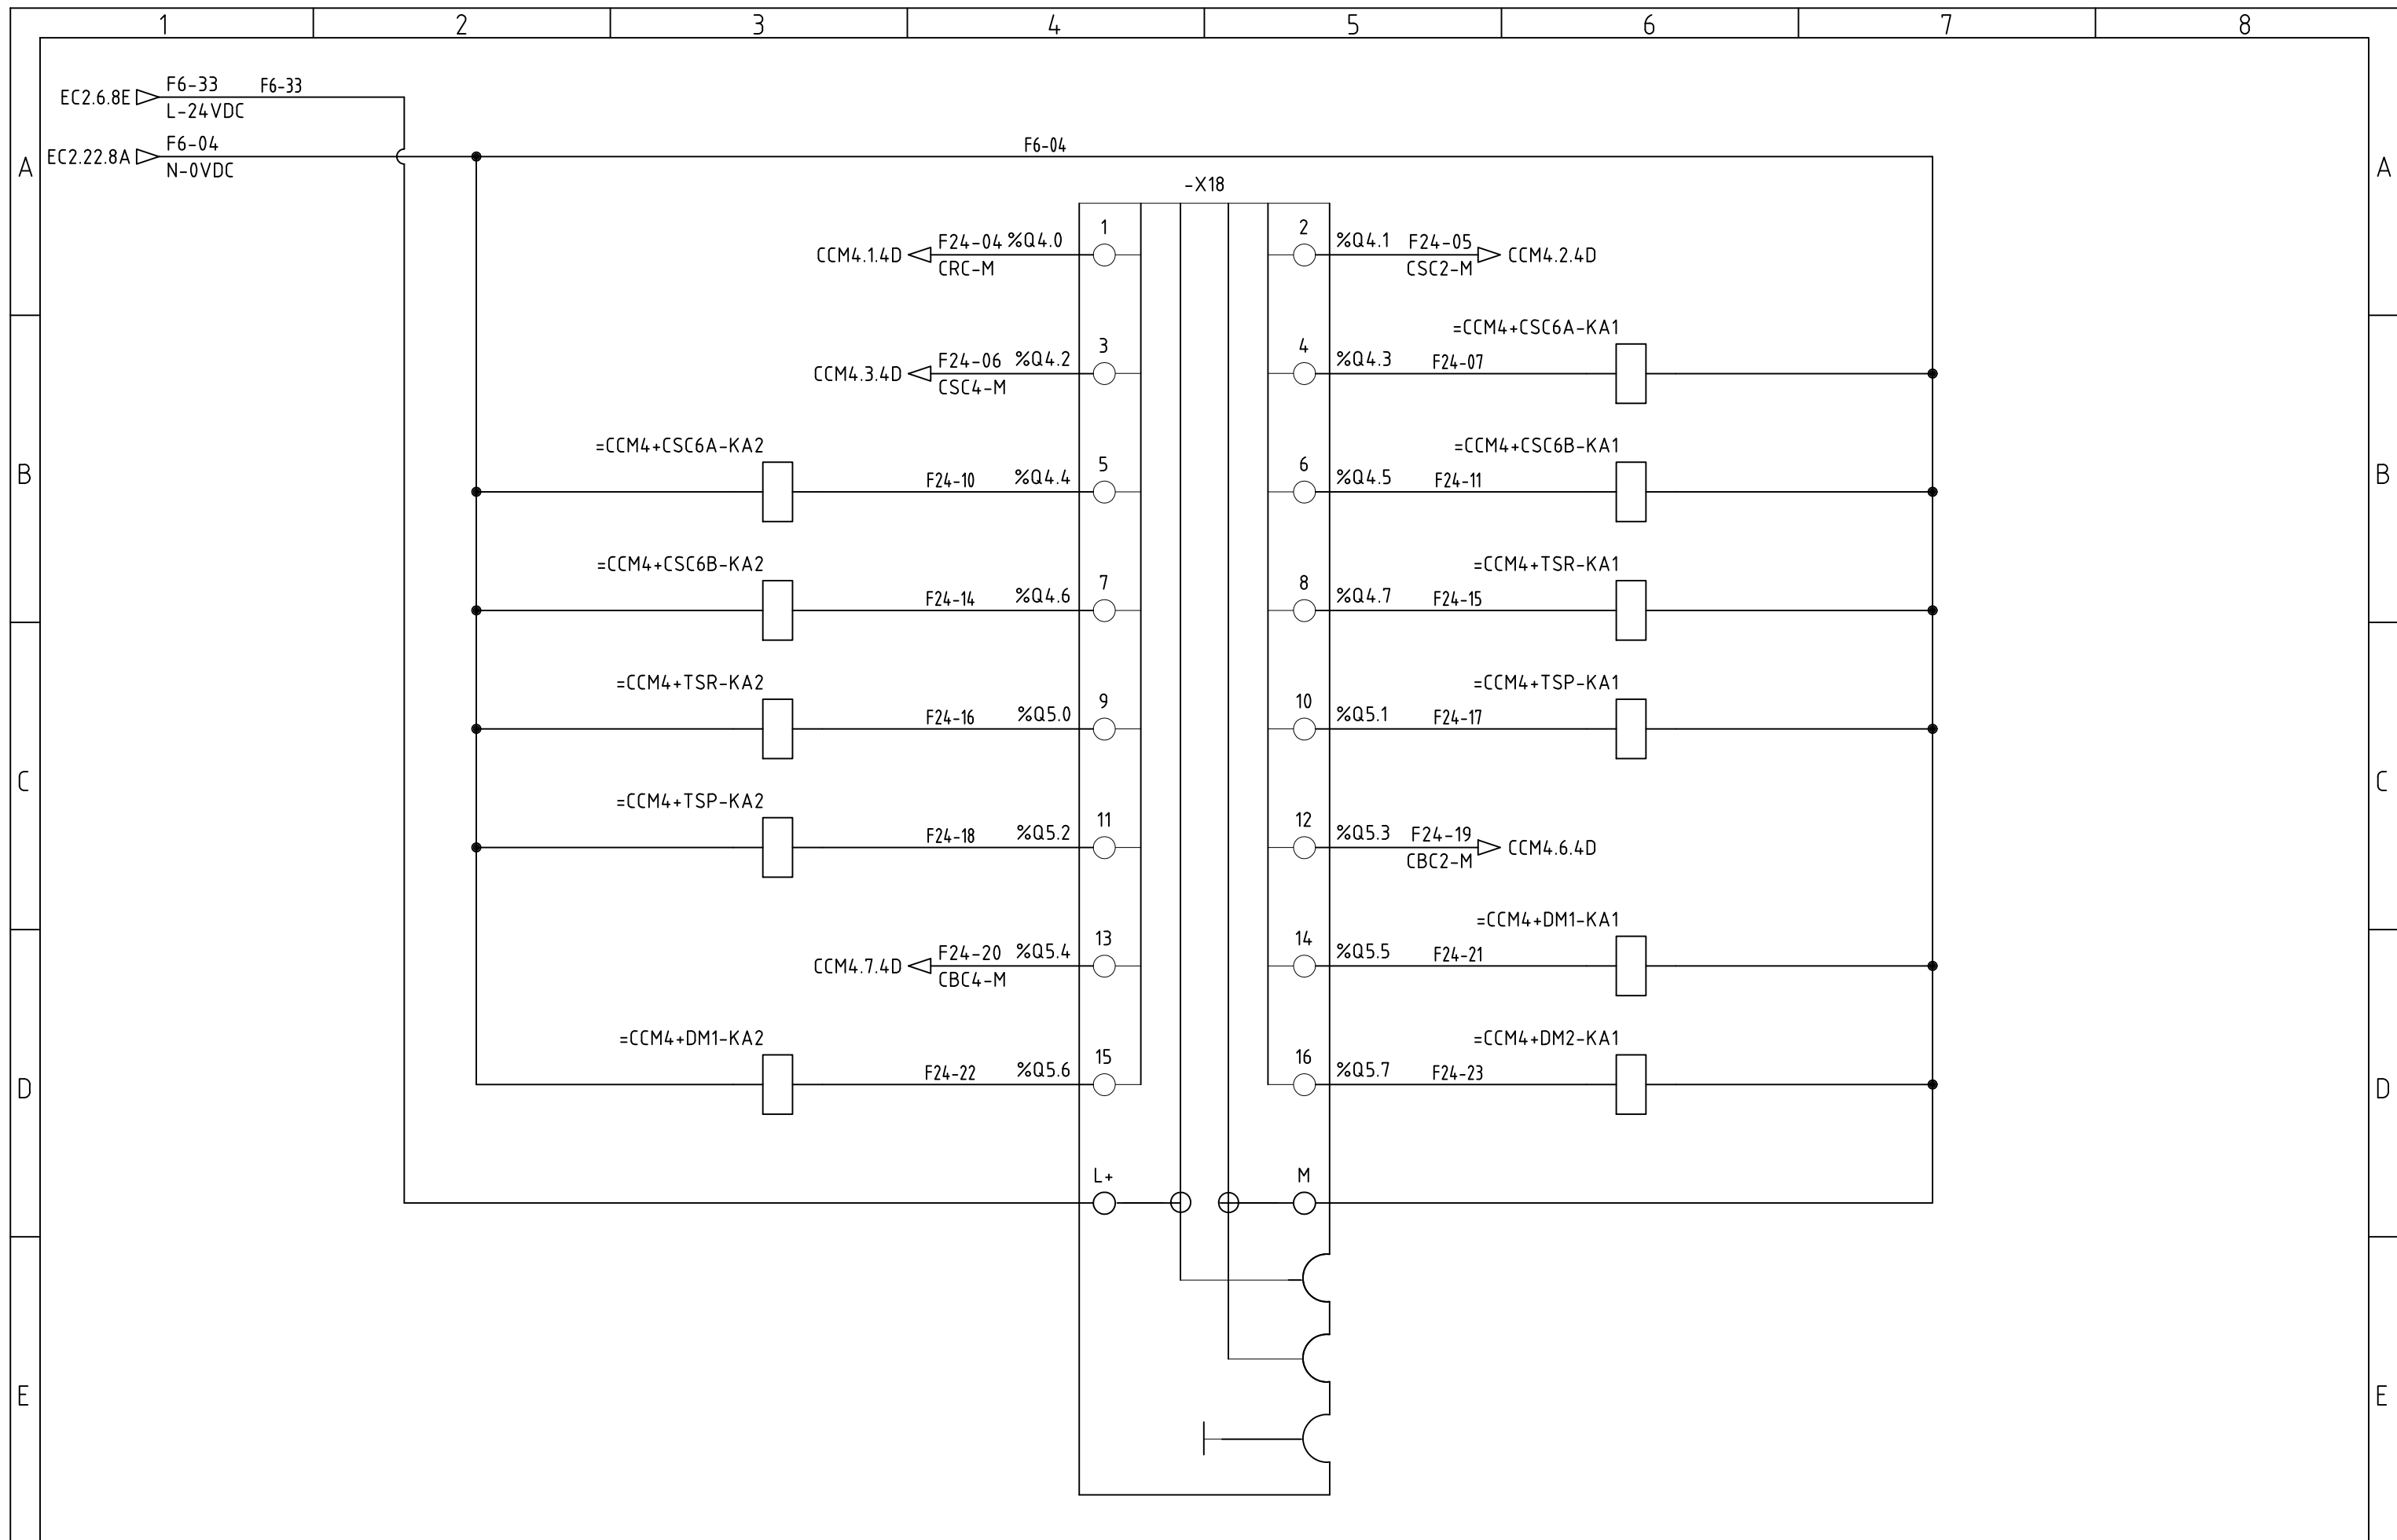 1 2 3 4 5 6 7 8
F6-33 F6-33
EC2.6.8E
L-24VDC
F6-04 F6-04
EC2.22.8A
N-0VDC
A A
-X18
1 2
CCM4.1.4D F24-04 %Q4.0 %Q4.1 F24-05 CCM4.2.4D
CRC-M CSC2-M
=CCM4+CSC6A-KA1
3 4
CCM4.3.4D F24-06 %Q4.2 %Q4.3 F24-07
CSC4-M
=CCM4+CSC6A-KA2 =CCM4+CSC6B-KA1
B B
5 6
F24-10 %Q4.4 %Q4.5 F24-11
=CCM4+CSC6B-KA2 =CCM4+TSR-KA1
7 8
F24-14 %Q4.6 %Q4.7 F24-15
=CCM4+TSR-KA2 =CCM4+TSP-KA1
9 10
F24-16 %Q5.0 %Q5.1 F24-17
C C
=CCM4+TSP-KA2
11 12
F24-18 %Q5.2 %Q5.3 F24-19 CCM4.6.4D
CBC2-M
=CCM4+DM1-KA1
13 14
CCM4.7.4D F24-20 %Q5.4 %Q5.5 F24-21
CBC4-M
=CCM4+DM1-KA2 =CCM4+DM2-KA1
15 16
F24-22 %Q5.6 %Q5.7 F24-23
D D
L+ M
E E